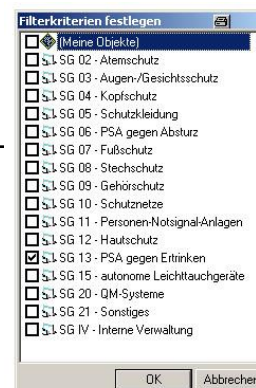 Filterkriterien festlegen
(Meine Objekte)
SG 02 - Atemschutz
SG 03 - Augen-/Gesichtsschutz
SG 04 - Kopfschutz
SG 05 - Schutzkleidung
SG 06 - PSA gegen Absturz
SG 07 - Fußschutz
SG 08 - Stechschutz
SG 09 - Gehörschutz
SG 10 - Schutznetze
SG 11 - Personen-Notsignal-Anlagen
SG 12 - Hautschutz
SG 13 - PSA gegen Ertrinken
SG 15 - autonome Leichttauchgeräte
SG 20 - QM-Systeme
SG 21 - Sonstiges
SG IV - Interne Verwaltung
OK Abbrechen